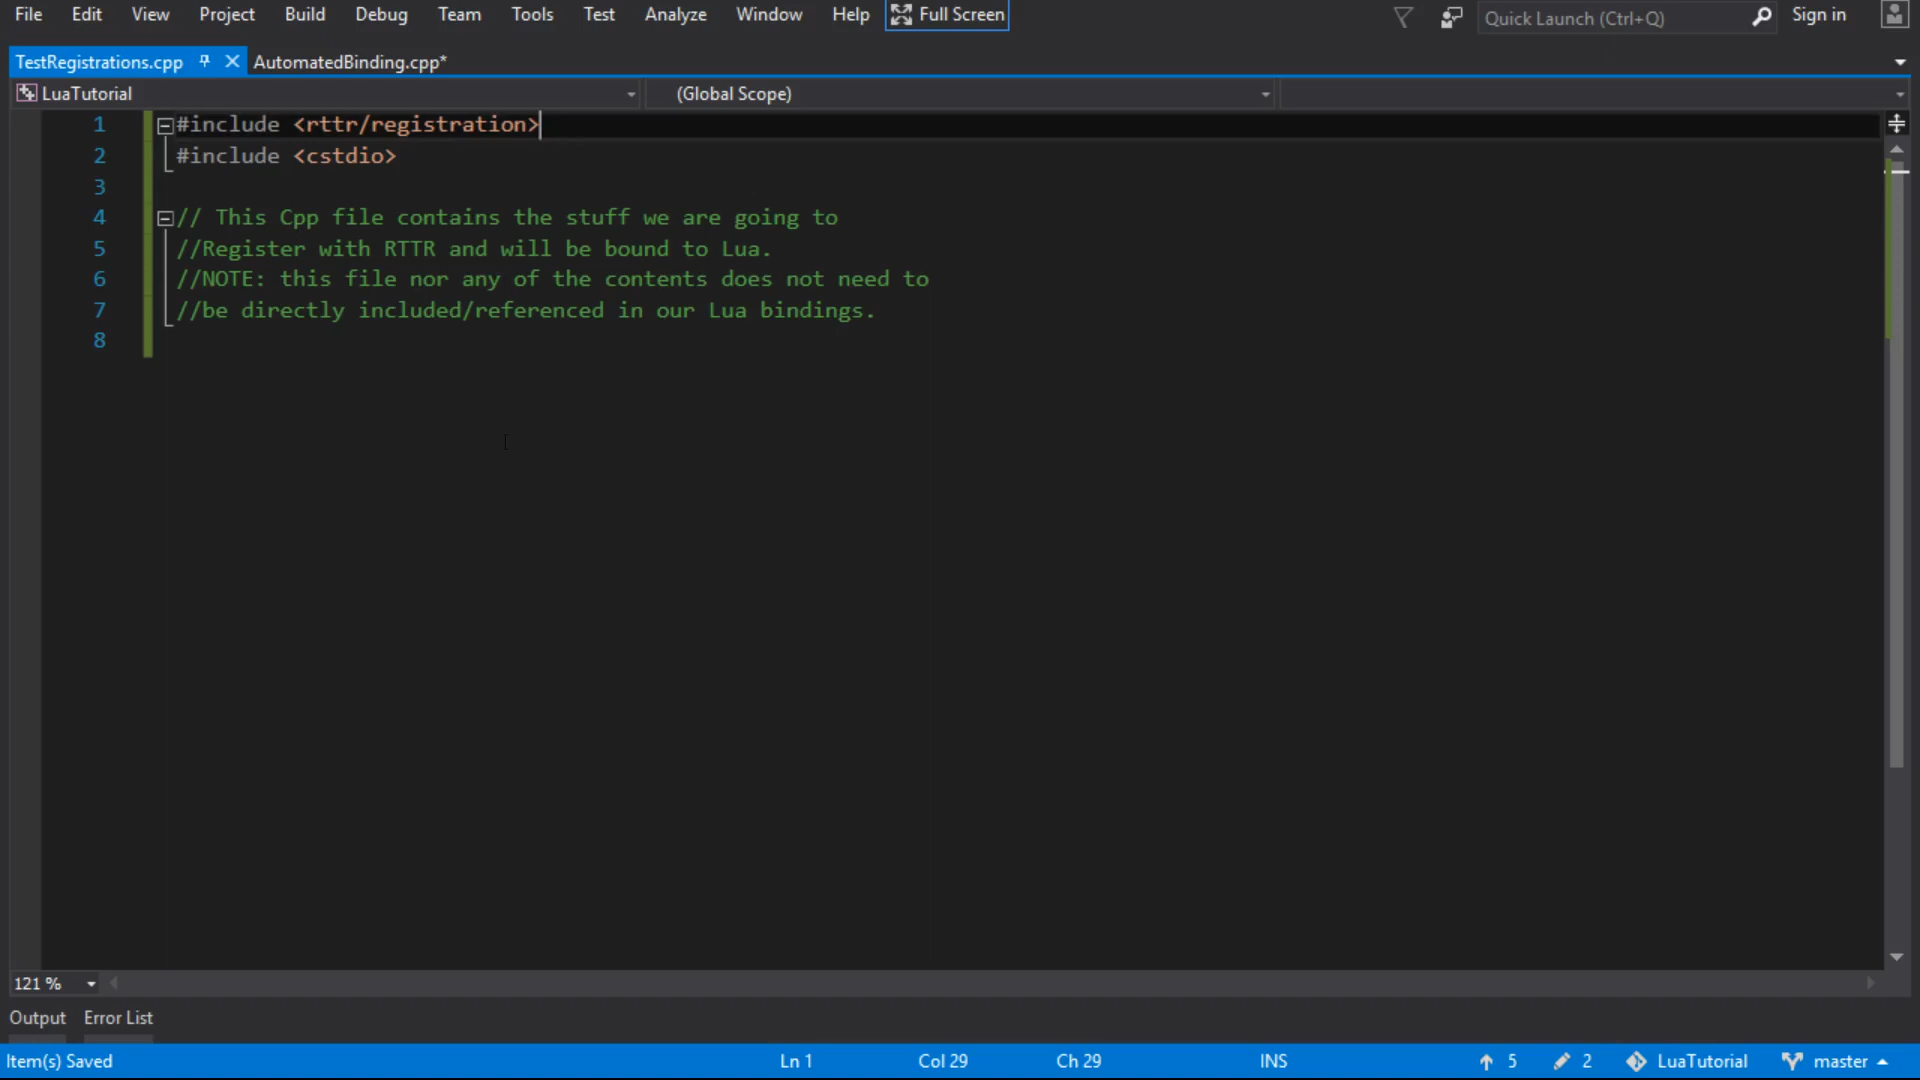 File Edit View Project Build Debug Team Tools Test Analyze Window Help Full Screen Quick Launch (Ctrl+Q) Sign in
TestRegistrations.cpp AutomatedBinding.cpp*
LuaTutorial (Global Scope)
1 #include <rttr/registration>
2 #include <cstdio>
3
4 // This Cpp file contains the stuff we are going to
5 //Register with RTTR and will be bound to Lua.
6 //NOTE: this file nor any of the contents does not need to
7 //be directly included/referenced in our Lua bindings.
8
121 %
Output Error List
Item(s) Saved Ln 1 Col 29 Ch 29 INS 5 2 LuaTutorial master